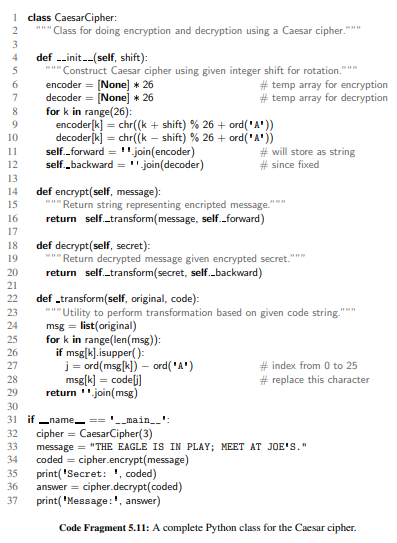 1 class CaesarCipher:
2 """Class for doing encryption and decryption using a Caesar cipher."""
3
4 def __init__(self, shift):
5 """Construct Caesar cipher using given integer shift for rotation."""
6 encoder = [None] * 26 # temp array for encryption
7 decoder = [None] * 26 # temp array for decryption
8 for k in range(26):
9 encoder[k] = chr((k + shift) % 26 + ord('A'))
10 decoder[k] = chr((k − shift) % 26 + ord('A'))
11 self._forward = ''.join(encoder) # will store as string
12 self._backward = ''.join(decoder) # since fixed
13
14 def encrypt(self, message):
15 """Return string representing encripted message."""
16 return self._transform(message, self._forward)
17
18 def decrypt(self, secret):
19 """Return decrypted message given encrypted secret."""
20 return self._transform(secret, self._backward)
21
22 def _transform(self, original, code):
23 """Utility to perform transformation based on given code string."""
24 msg = list(original)
25 for k in range(len(msg)):
26 if msg[k].isupper():
27 j = ord(msg[k]) − ord('A') # index from 0 to 25
28 msg[k] = code[j] # replace this character
29 return ''.join(msg)
30
31 if __name__ == '__main__':
32 cipher = CaesarCipher(3)
33 message = "THE EAGLE IS IN PLAY; MEET AT JOE'S."
34 coded = cipher.encrypt(message)
35 print('Secret: ', coded)
36 answer = cipher.decrypt(coded)
37 print('Message:', answer)
Code Fragment 5.11: A complete Python class for the Caesar cipher.